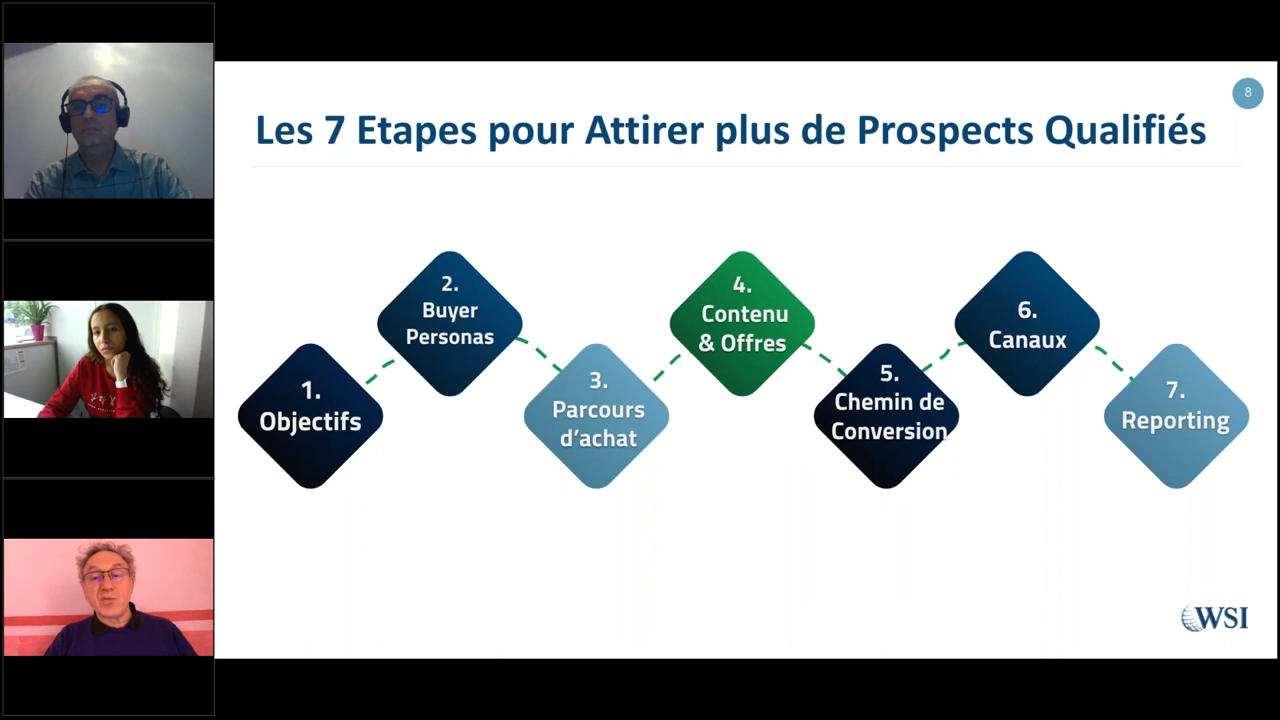 8
Les 7 Etapes pour Attirer plus de Prospects Qualifiés
1.
Objectifs
2.
Buyer
Personas
3.
Parcours
d'achat
4.
Contenu
& Offres
5.
Chemin de
Conversion
6.
Canaux
7.
Reporting
WSI